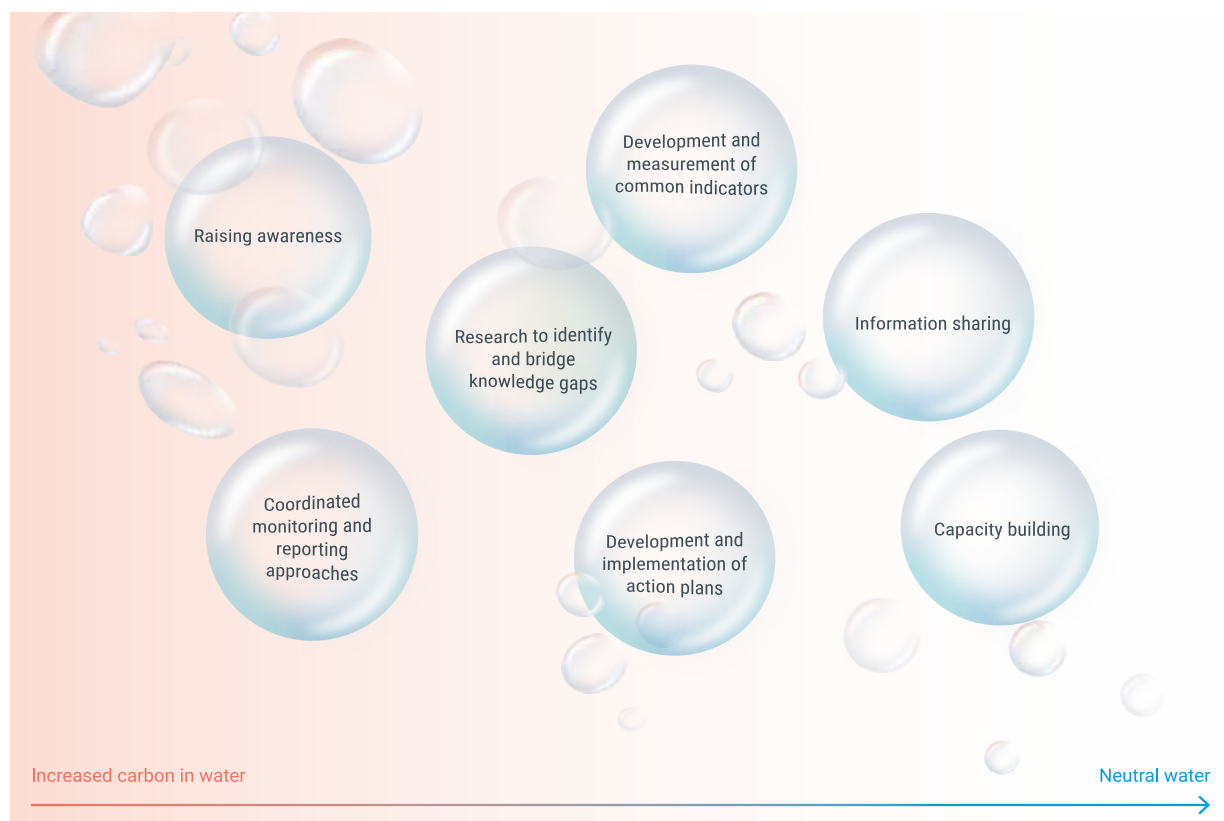 Raising awareness
Coordinated
monitoring and
reporting
approaches
Research to identify
and bridge
knowledge gaps
Development and
measurement of
common indicators
Development and
implementation of
action plans
Information sharing
Capacity building
Increased carbon in water
Neutral water